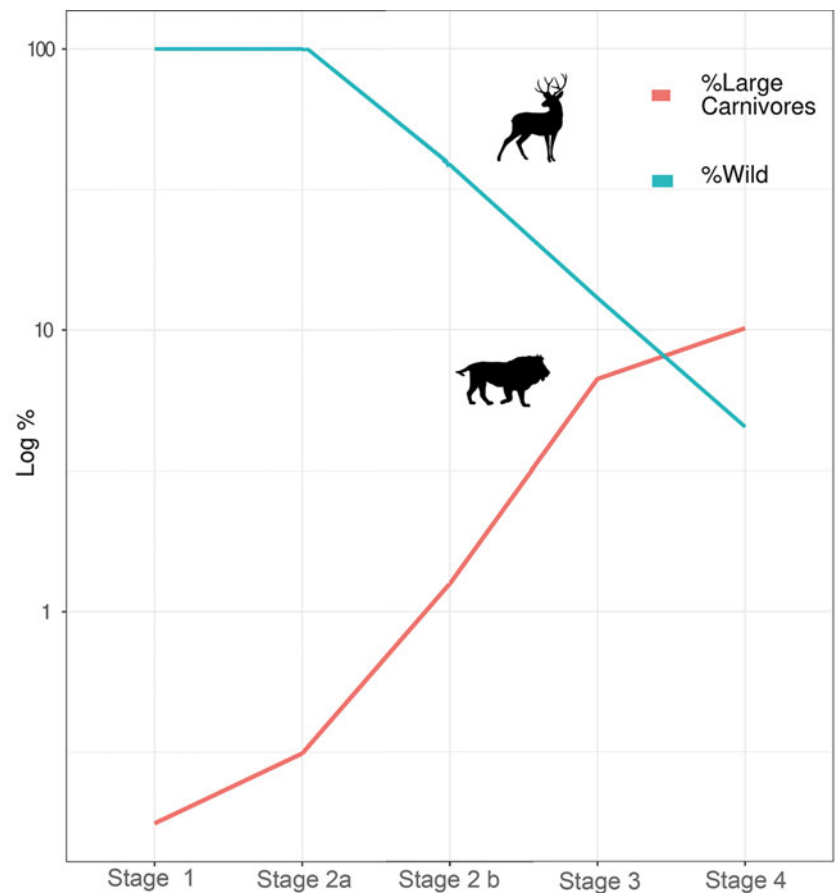 100
10
1
Log %
%Large
Carnivores
%Wild
Stage 1
Stage 2a
Stage 2 b
Stage 3
Stage 4